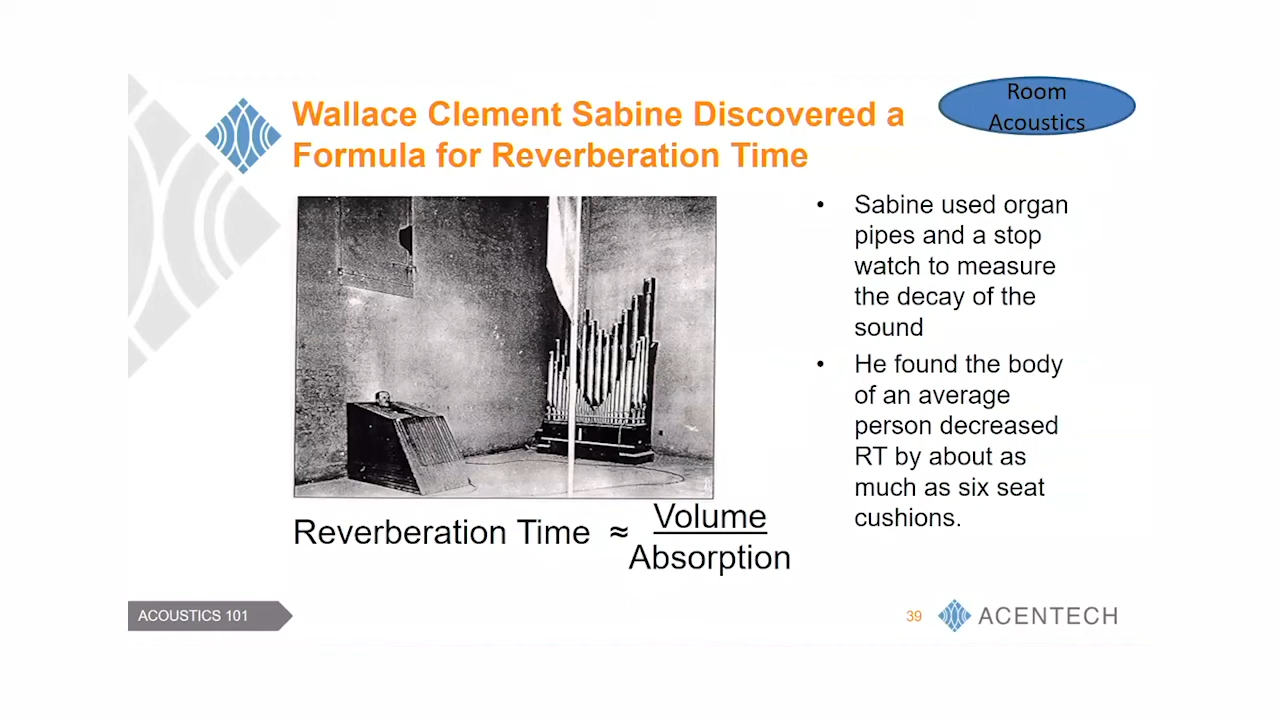 Wallace Clement Sabine Discovered a
Formula for Reverberation Time
Room
Acoustics
• Sabine used organ
pipes and a stop
watch to measure
the decay of the
sound
• He found the body
of an average
person decreased
RT by about as
much as six seat
cushions.
Reverberation Time ≈ Volume
Absorption
ACOUSTICS 101
39
ACENTECH